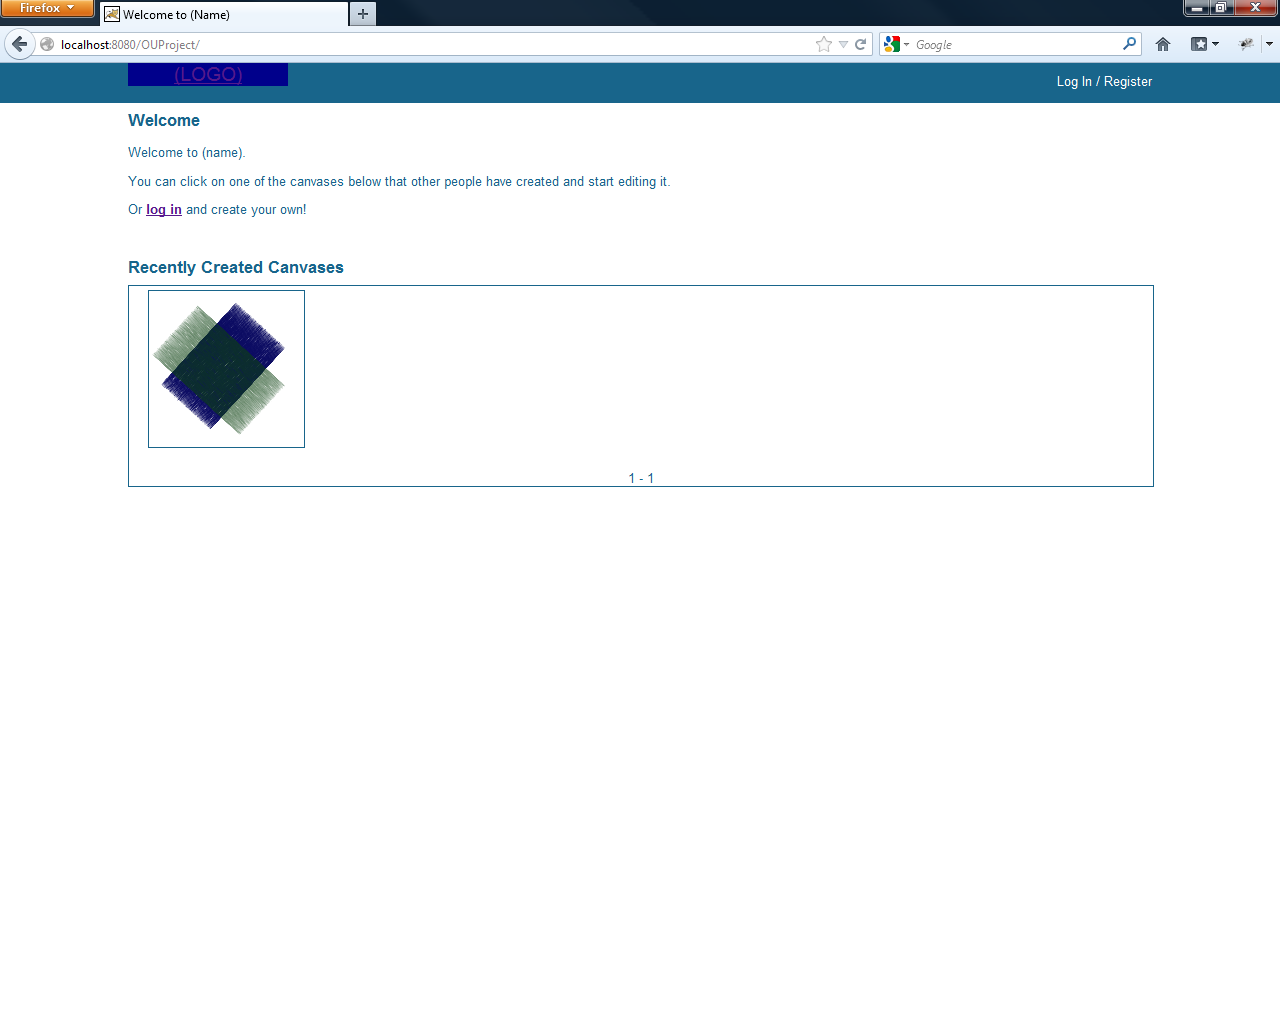 Firefox
Welcome to (Name)
localhost:8080/OUProject/
Google
(LOGO)
Log In / Register
Welcome
Welcome to (name).
You can click on one of the canvases below that other people have created and start editing it.
Or log in and create your own!
Recently Created Canvases
1 - 1